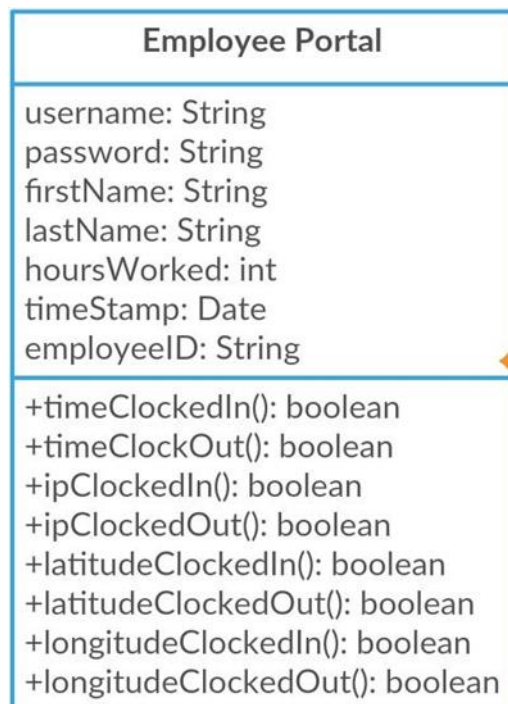 Employee Portal
username: String
password: String
firstName: String
lastName: String
hoursWorked: int
timeStamp: Date
employeeID: String
+timeClockedIn(): boolean
+timeClockOut(): boolean
+ipClockedIn(): boolean
+ipClockedOut(): boolean
+latitudeClockedIn(): boolean
+latitudeClockedOut(): boolean
+longitudeClockedIn(): boolean
+longitudeClockedOut(): boolean